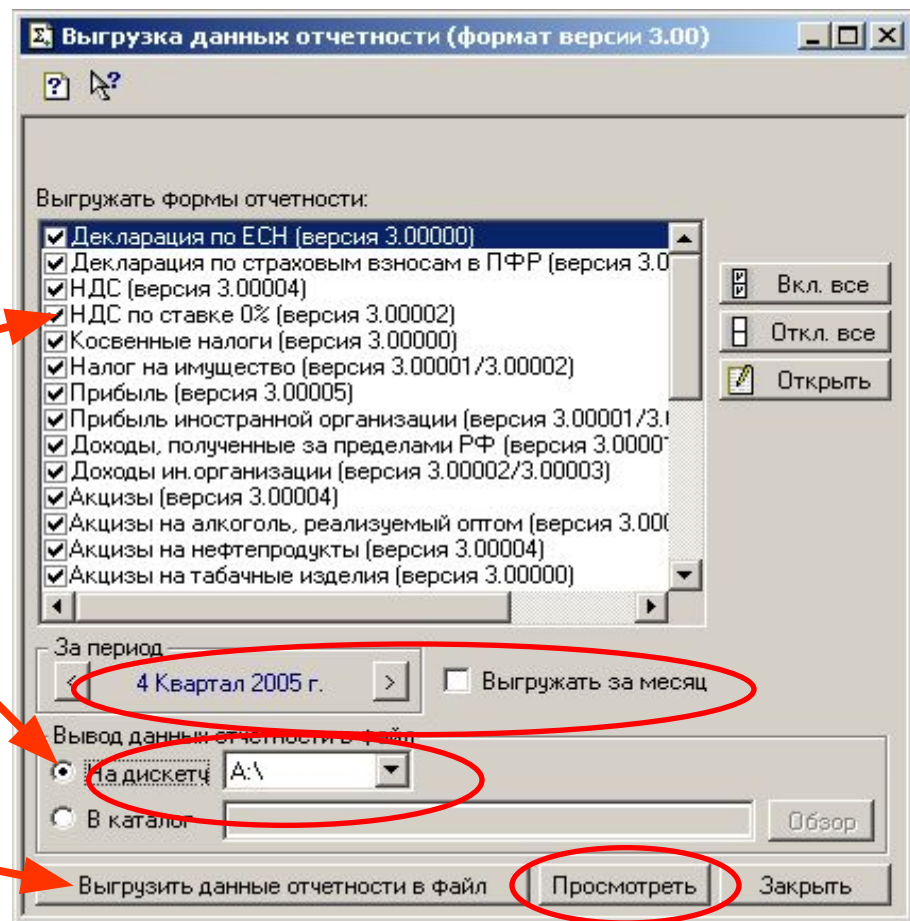 Выгрузка данных отчетности (формат версии 3.00)
Выгружать формы отчетности:
Декларация по ЕСН (версия 3.00000)
Декларация по страховым взносам в ПФР (версия 3.0
НДС (версия 3.00004)
НДС по ставке 0% (версия 3.00002)
Косвенные налоги (версия 3.00000)
Налог на имущество (версия 3.00001/3.00002)
Прибыль (версия 3.00005)
Прибыль иностранной организации (версия 3.00001/3.
Доходы, полученные за пределами РФ (версия 3.0000
Доходы ин.организации (версия 3.00002/3.00003)
Акцизы (версия 3.00004)
Акцизы на алкоголь, реализуемый оптом (версия 3.00
Акцизы на нефтепродукты (версия 3.00004)
Акцизы на табачные изделия (версия 3.00000)
Вкл. все
Откл. все
Открыть
За период
< 4 Квартал 2005 г. > Выгружать за месяц
Вывод данных отчетности в файл
На дискету A:\
В каталог Обзор
Выгрузить данные отчетности в файл Просмотреть Закрыть